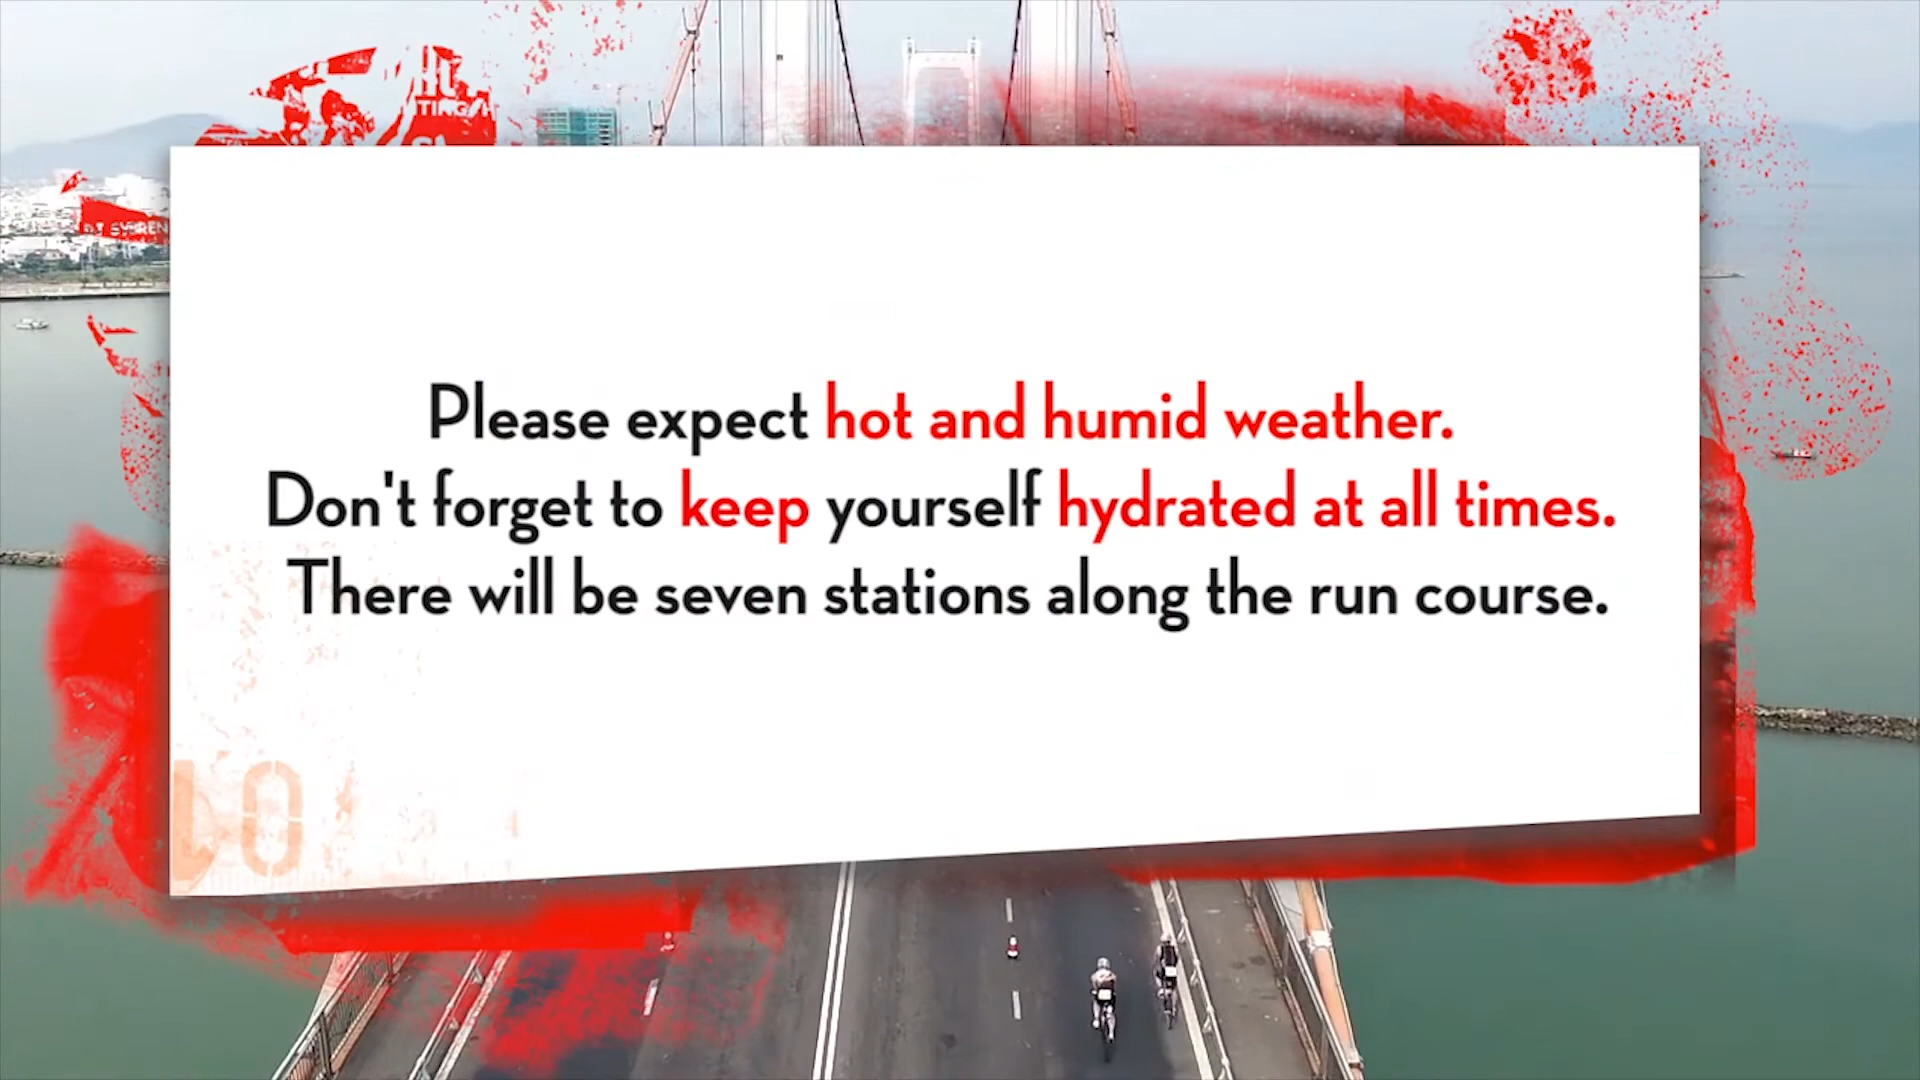 Please expect hot and humid weather.
Don't forget to keep yourself hydrated at all times.
There will be seven stations along the run course.